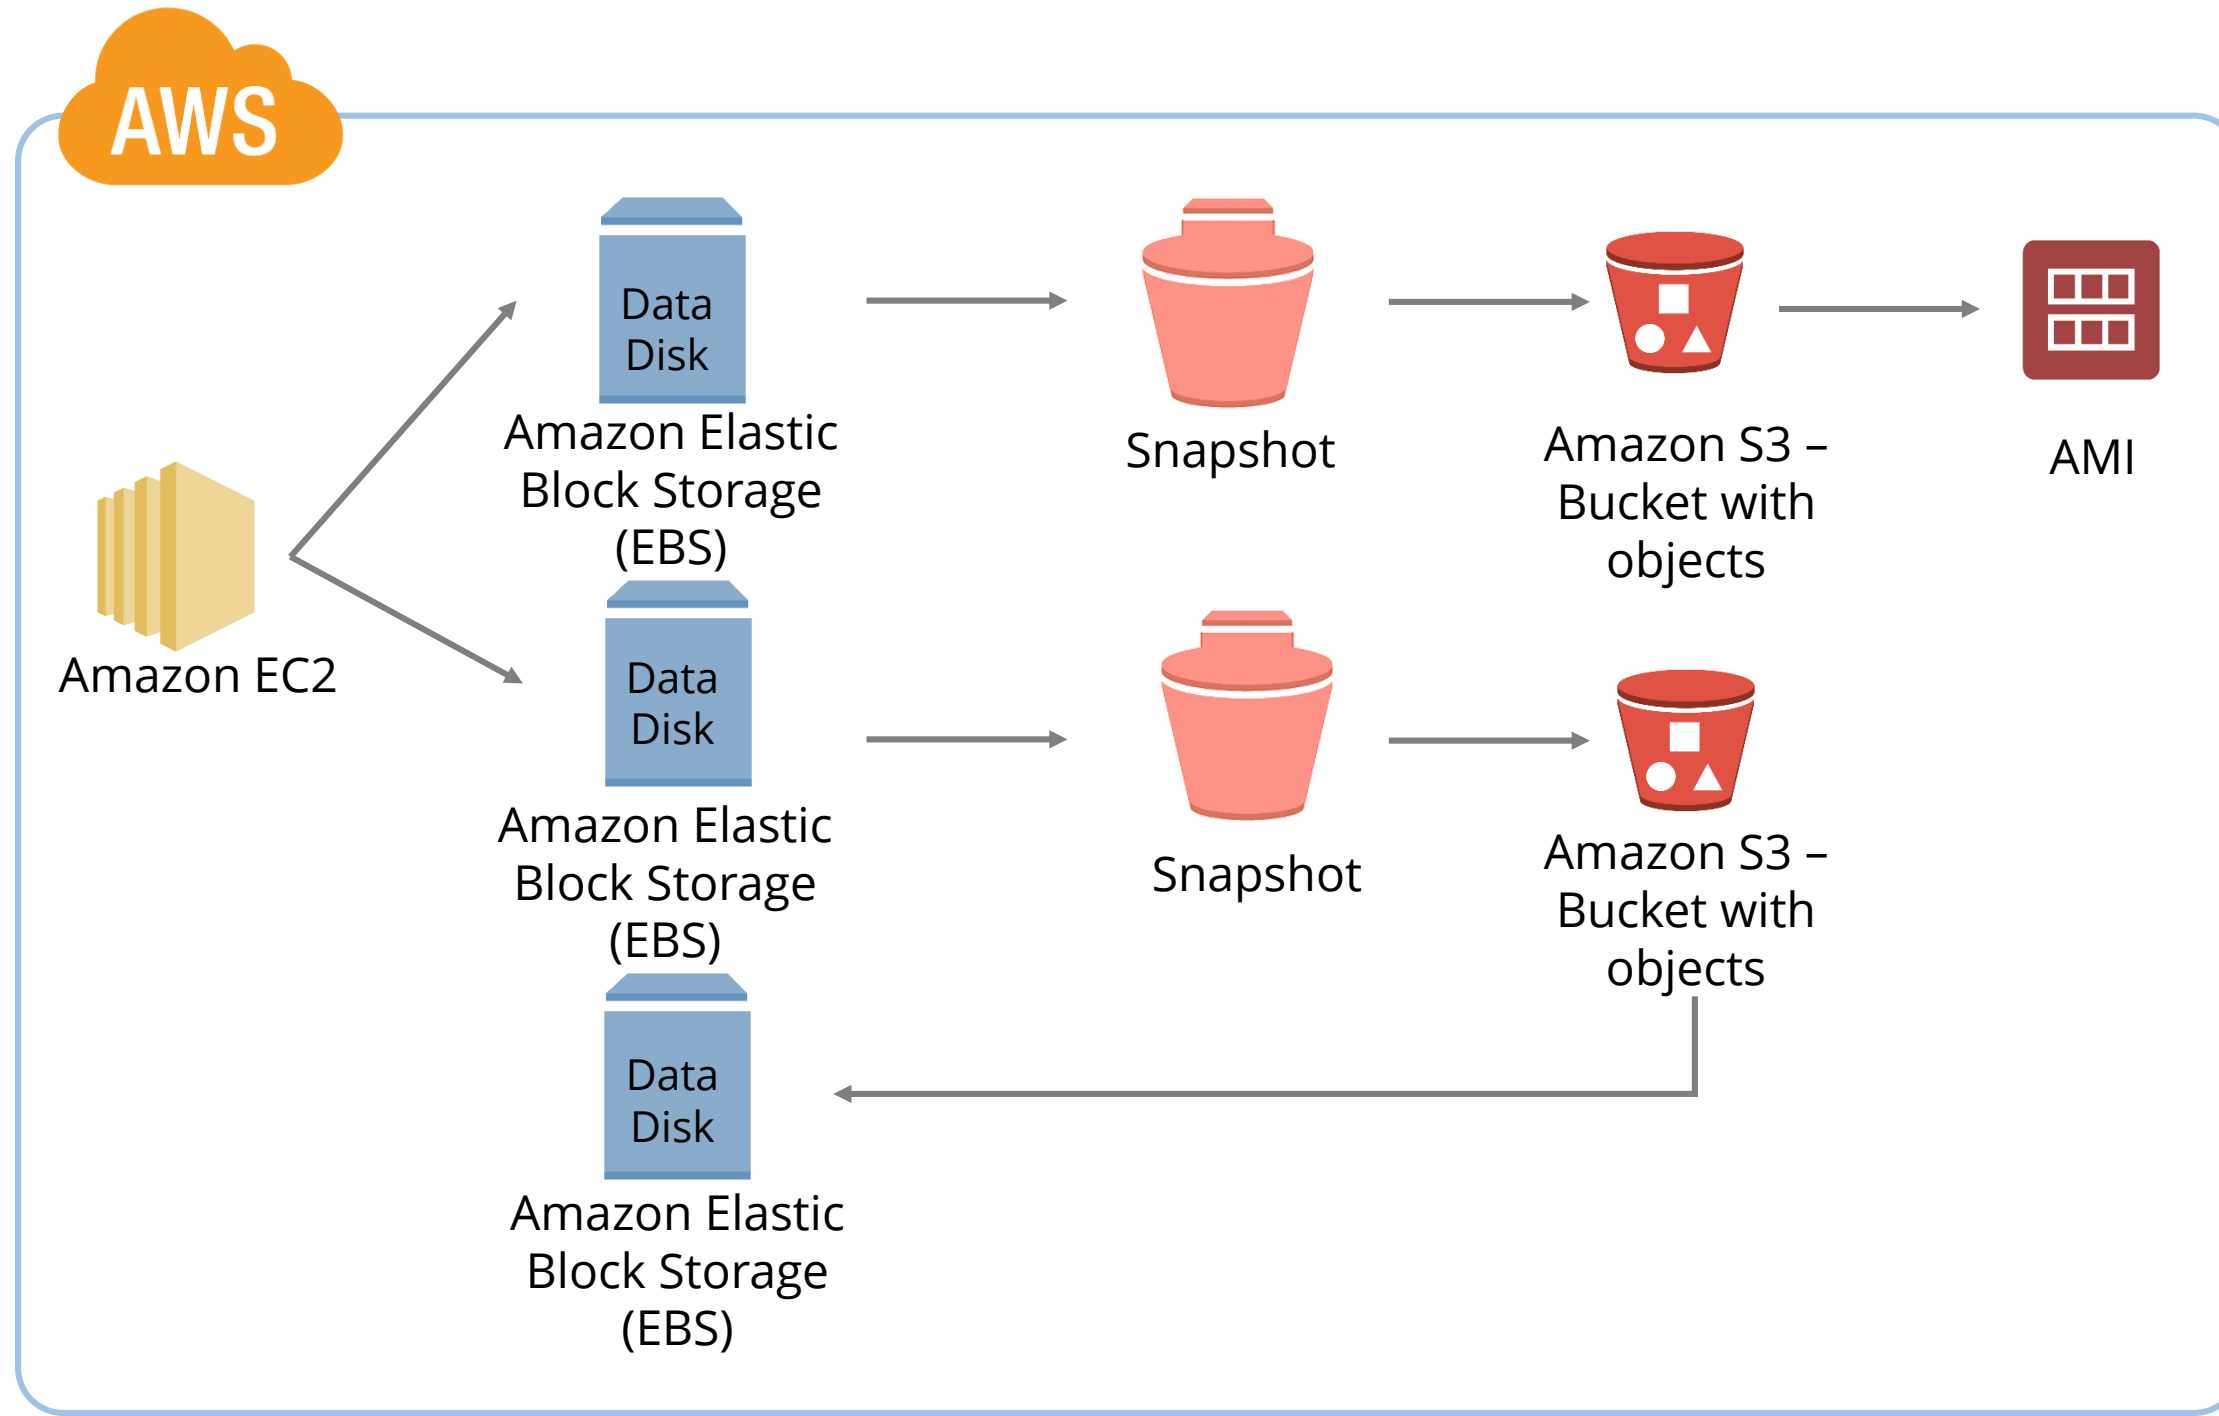 AWS
Data
Disk
Amazon Elastic
Block Storage
(EBS)
Snapshot
Amazon S3 –
Bucket with
objects
AMI
Amazon EC2
Data
Disk
Amazon Elastic
Block Storage
(EBS)
Snapshot
Amazon S3 –
Bucket with
objects
Data
Disk
Amazon Elastic
Block Storage
(EBS)